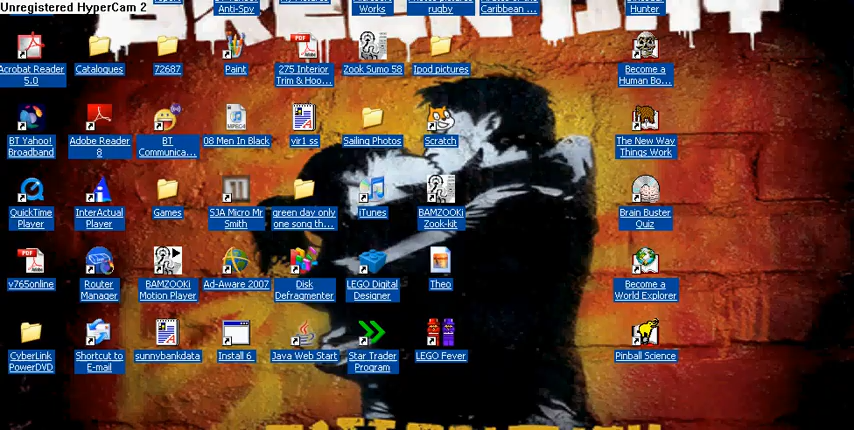 Unregistered HyperCam 2
Anti-Spy
Works
rugby
Caribbean ...
Hunter
Acrobat Reader
5.0
Catalogues
72687
Paint
275 Interior
Trim & Hoo...
Zook Sumo 58
Ipod pictures
Become a
Human Bo...
BT Yahoo!
Broadband
Adobe Reader
8
BT
Communica...
08 Men In Black
vir1 ss
Sailing Photos
Scratch
The New Way
Things Work
QuickTime
Player
InterActual
Player
Games
SJA Micro Mr
Smith
green day only
one song th...
iTunes
BAMZOOKi
Zook-kit
Brain Buster
Quiz
v765online
Router
Manager
BAMZOOKi
Motion Player
Ad-Aware 2007
Disk
Defragmenter
LEGO Digital
Designer
Theo
Become a
World Explorer
CyberLink
PowerDVD
Shortcut to
E-mail
sunnybankdata
Install 6
Java Web Start
Star Trader
Program
LEGO Fever
Pinball Science